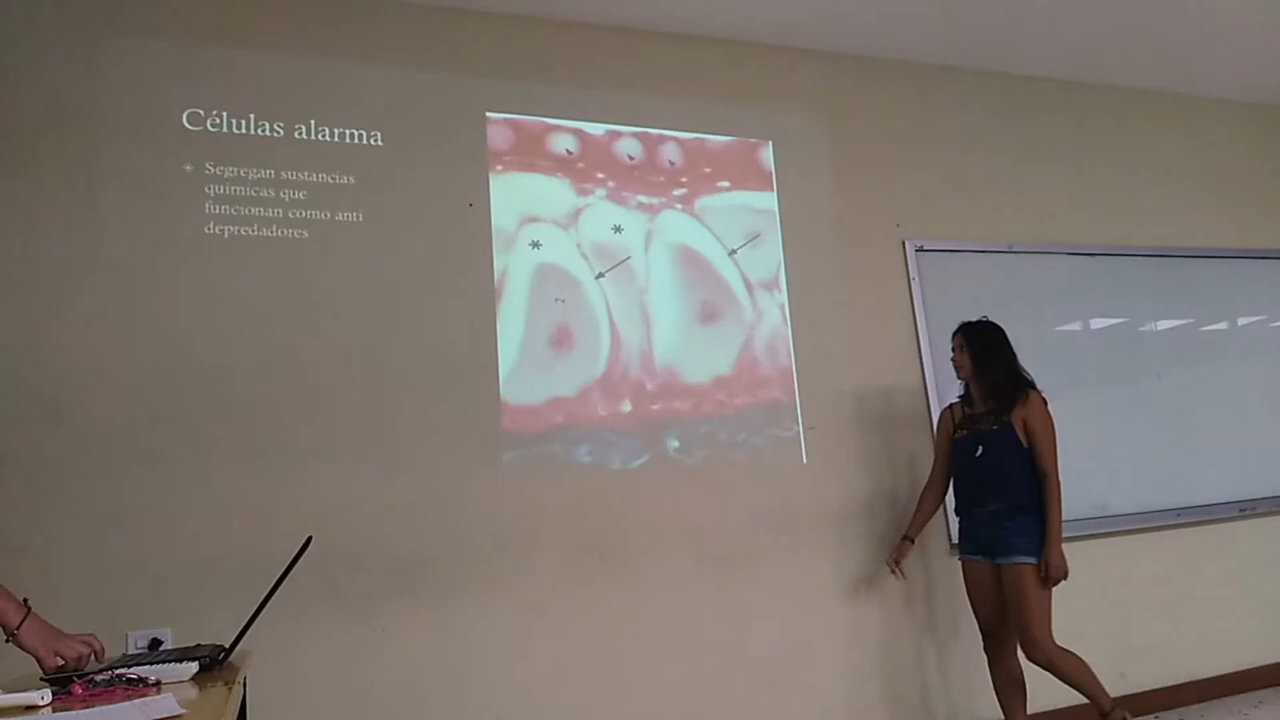 Células alarma
Segregan sustancias
químicas que
funcionan como anti
depredadores